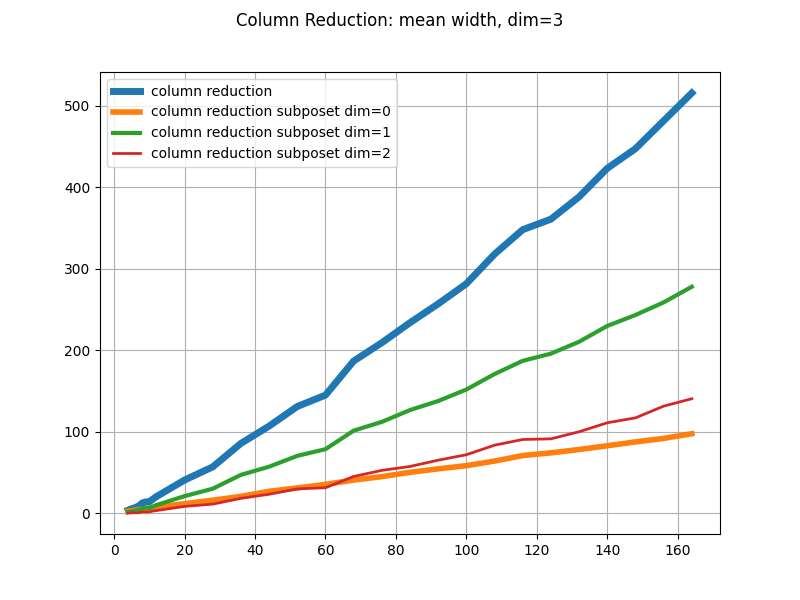 Column Reduction: mean width, dim=3
column reduction
column reduction subposet dim=0
column reduction subposet dim=1
column reduction subposet dim=2
500
400
300
200
100
0
0 20 40 60 80 100 120 140 160